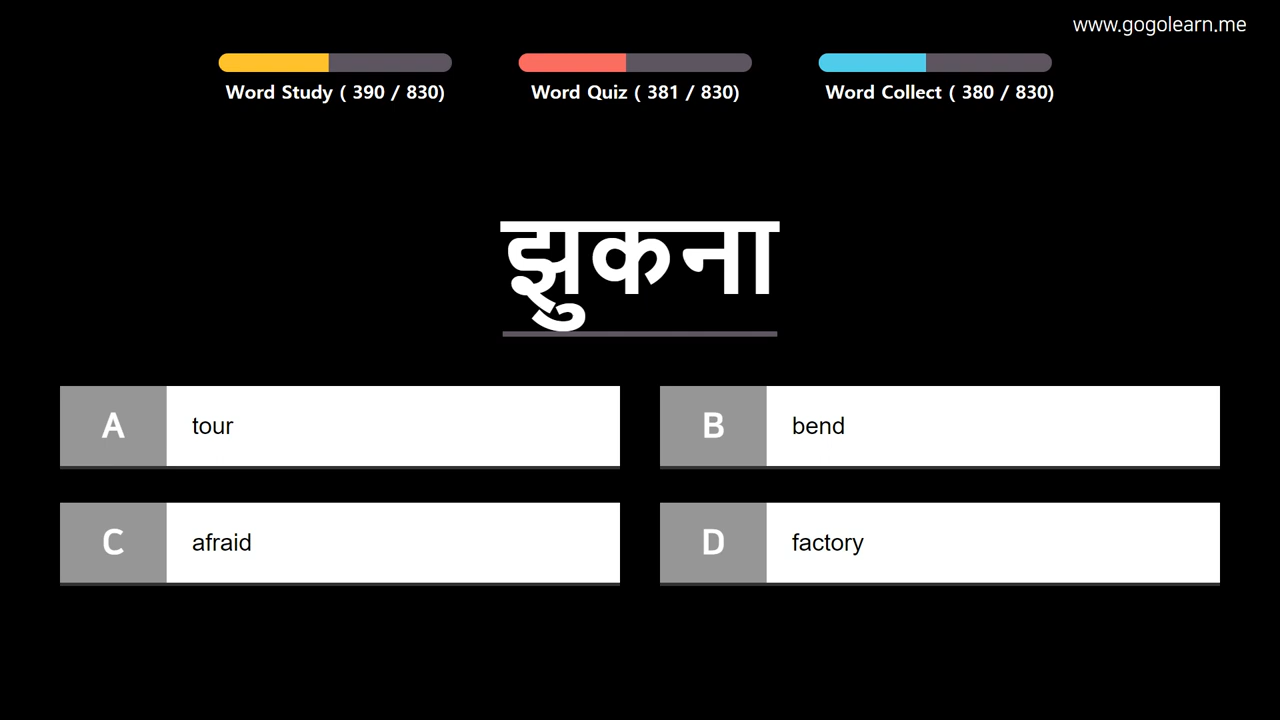 www.gogolearn.me
Word Study ( 390 / 830)
Word Quiz ( 381 / 830)
Word Collect ( 380 / 830)
झुकना
A tour
B bend
C afraid
D factory